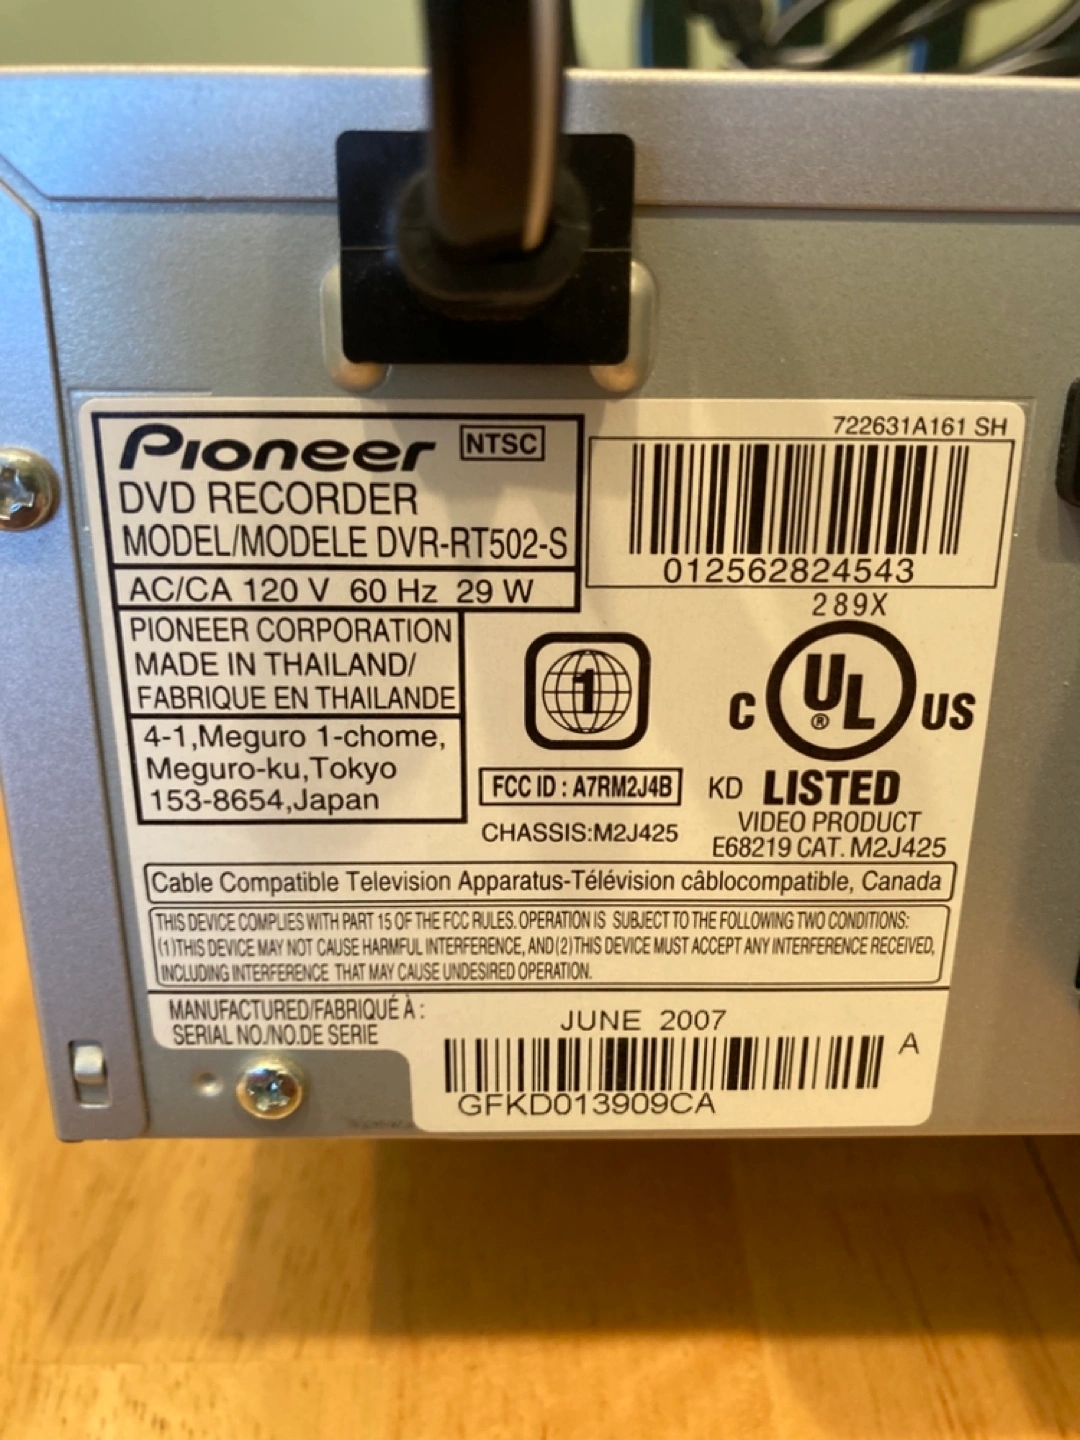 Pioneer NTSC
DVD RECORDER
MODEL/MODELE DVR-RT502-S
AC/CA 120 V 60 Hz 29 W
PIONEER CORPORATION
MADE IN THAILAND/
FABRIQUE EN THAILANDE
4-1,Meguro 1-chome,
Meguro-ku,Tokyo
153-8654,Japan
722631A161 SH
012562824543
289X
1
C UL ® US
FCC ID : A7RM2J4B
CHASSIS:M2J425
KD LISTED
VIDEO PRODUCT
E68219 CAT. M2J425
Cable Compatible Television Apparatus-Télévision câblocompatible, Canada
THIS DEVICE COMPLIES WITH PART 15 OF THE FCC RULES. OPERATION IS SUBJECT TO THE FOLLOWING TWO CONDITIONS:
(1)THIS DEVICE MAY NOT CAUSE HARMFUL INTERFERENCE, AND (2)THIS DEVICE MUST ACCEPT ANY INTERFERENCE RECEIVED,
INCLUDING INTERFERENCE THAT MAY CAUSE UNDESIRED OPERATION.
MANUFACTURED/FABRIQUÉ À :
SERIAL NO./NO.DE SERIE
JUNE 2007
A
GFKD013909CA